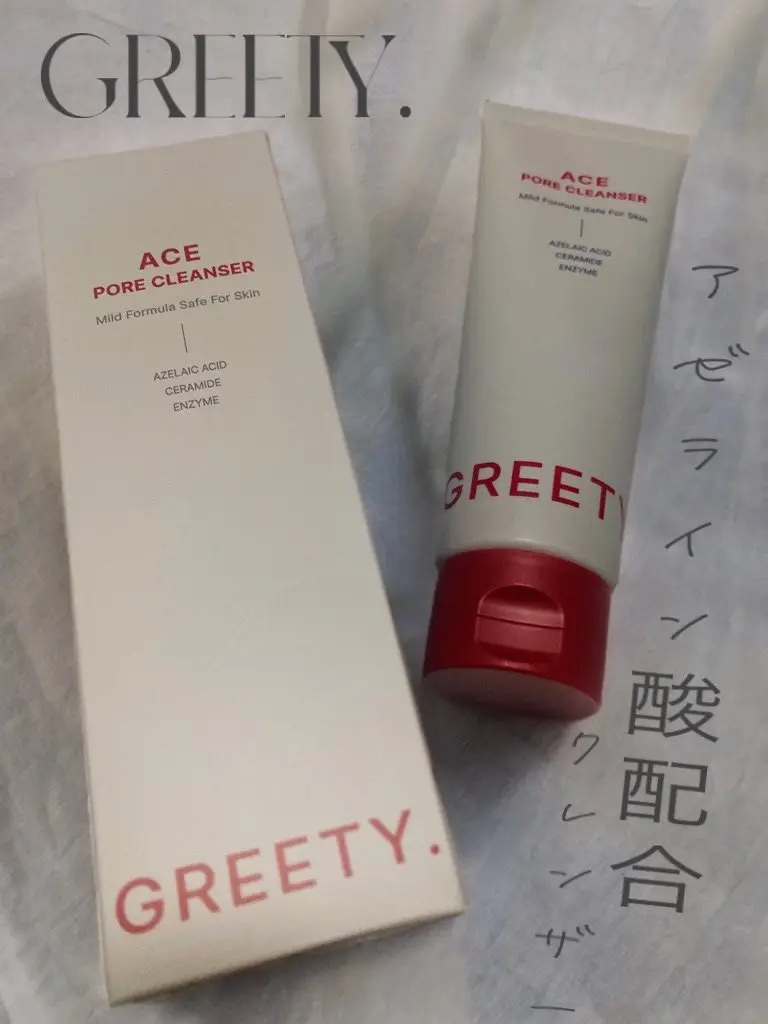 GREETY.
ACE
PORE CLEANSER
Mild Formula Safe For Skin
AZELAIC ACID
CERAMIDE
ENZYME
GREETY.
ACE
PORE CLEANSER
Mild Formula Safe For Skin
AZELAIC ACID
CERAMIDE
ENZYME
GREETY
アゼライン酸配合
クレンザー